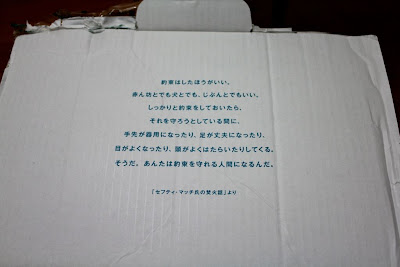 約束はしたほうがいい。
赤ん坊とでも犬とでも、じぶんとでもいい。
しっかりと約束をしておいたら、
それを守ろうとしている間に、
手先が器用になったり、足が丈夫になったり、
目がよくなったり、頭がよくはたらいたりしてくる。
そうだ。あんたは約束を守れる人間になるんだ。
「セフティ・マッチ氏の焚火話」より